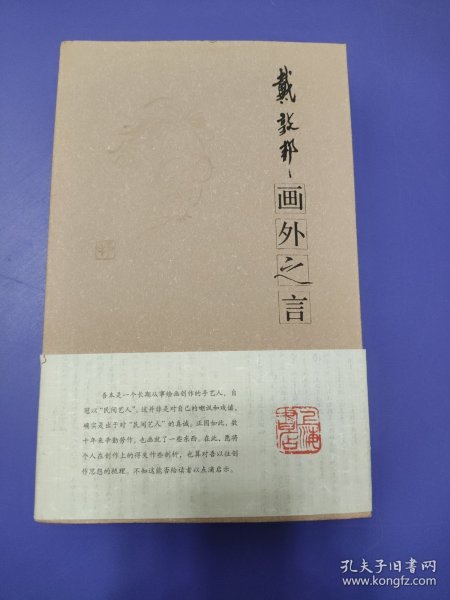 戴敦邦
画外之言
吾本是一个长期从事绘画创作的手艺人，自
冠以“民间艺人”，这并非是对自己的嘲讽和戏谑，
确实是出于对“民间艺人”的真诚。正因如此，数
十年来辛勤劳作，也画就了一些东西。在此，愿将
个人在创作上的得失作些剖析，也算对吾以往创
作思想的梳理。不知这能否给读者以点滴启示。
孔夫子旧书网
www.kongfz.com